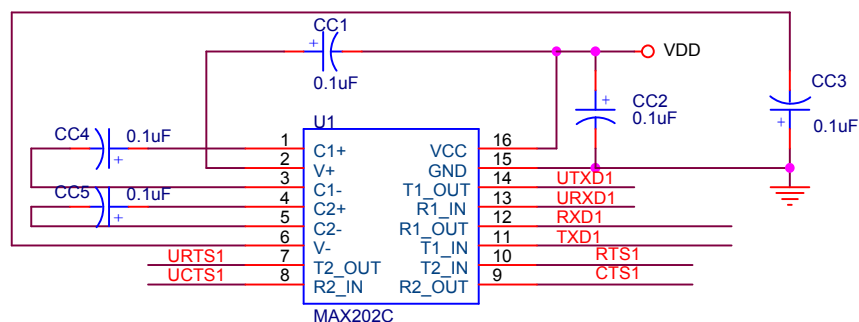 CC1
+
0.1uF
VDD
CC2
+
0.1uF
CC3
+
0.1uF
U1
CC4
+
0.1uF
CC5
+
0.1uF
1 C1+
2 V+
3 C1-
4 C2+
5 C2-
6 V-
URTS1 7 T2_OUT
UCTS1 8 R2_IN
VCC 16
GND 15
T1_OUT 14 UTXD1
R1_IN 13 URXD1
R1_OUT 12 RXD1
T1_IN 11 TXD1
T2_IN 10 RTS1
R2_OUT 9 CTS1
MAX202C